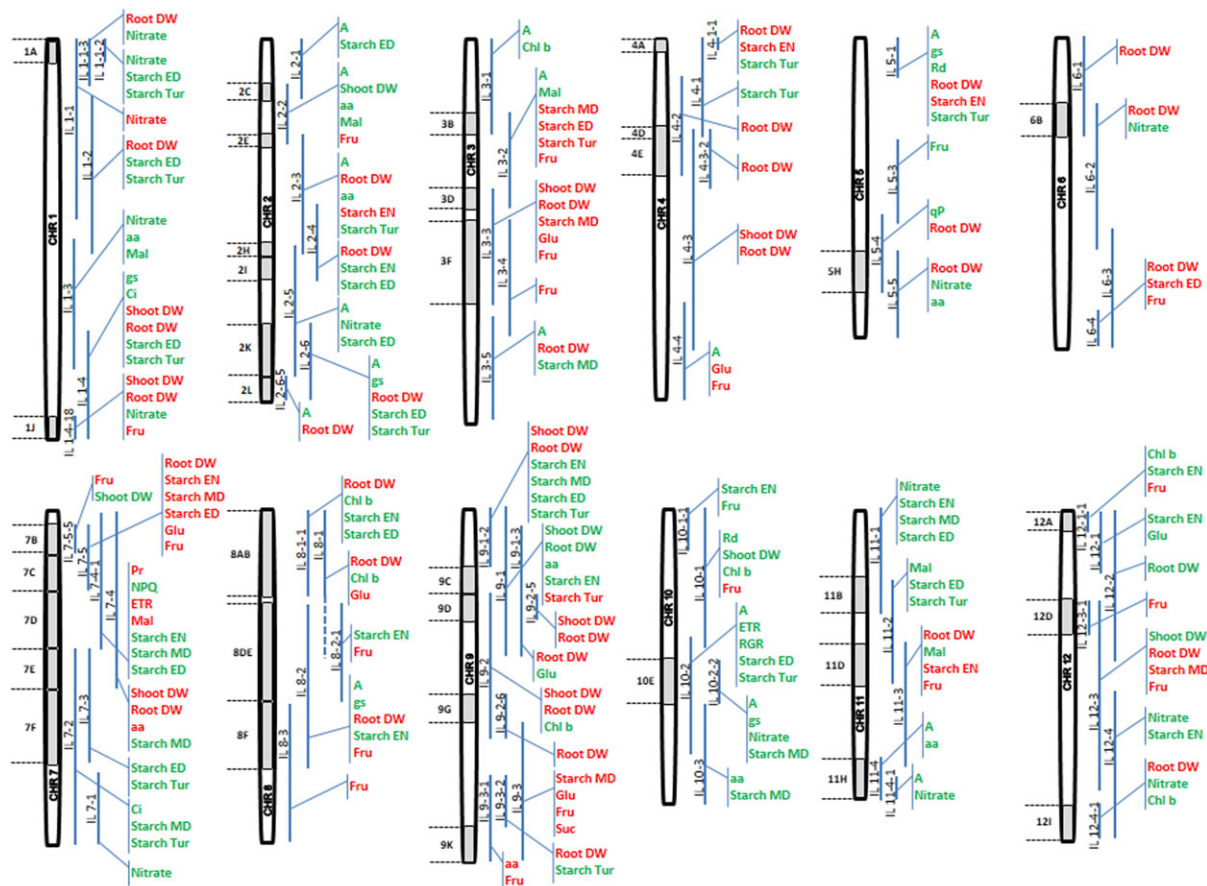 1A
1J
CHR 1
IL 1-1-3
IL 1-1-2
IL 1-1
IL 1-2
IL 1-3
IL 1-4
IL 1-4-18
Root DW
Nitrate
Nitrate
Starch ED
Starch Tur
Nitrate
Root DW
Starch ED
Starch Tur
Nitrate
aa
Mal
gs
Ci
Shoot DW
Root DW
Starch ED
Starch Tur
Shoot DW
Root DW
Nitrate
Fru
2C
2E
2H
2I
2K
2L
CHR 2
IL 2-1
IL 2-2
IL 2-3
IL 2-4
IL 2-5
IL 2-6
IL 2-6-5
A
Starch ED
A
Shoot DW
aa
Mal
Fru
A
Root DW
aa
Starch EN
Starch Tur
Root DW
Starch EN
Starch ED
A
Nitrate
Starch ED
A
gs
Root DW
Starch ED
Starch Tur
A
Root DW
3B
3D
3F
CHR 3
IL 3-1
IL 3-2
IL 3-3
IL 3-4
IL 3-5
A
Chl b
A
Mal
Starch MD
Starch ED
Starch Tur
Fru
Shoot DW
Root DW
Starch MD
Glu
Fru
Fru
A
Root DW
Starch MD
4A
4D
4E
CHR 4
IL 4-1-1
IL 4-1
IL 4-2
IL 4-3-2
IL 4-3
IL 4-4
Root DW
Starch EN
Starch Tur
Starch Tur
Root DW
Root DW
Shoot DW
Root DW
A
Glu
Fru
5H
CHR 5
IL 5-1
IL 5-3
IL 5-4
IL 5-5
A
gs
Rd
Root DW
Starch EN
Starch Tur
Fru
qP
Root DW
Root DW
Nitrate
aa
6B
CHR 6
IL 6-1
IL 6-2
IL 6-3
IL 6-4
Root DW
Root DW
Nitrate
Root DW
Starch ED
Fru
7B
7C
7D
7E
7F
CHR 7
IL 7-5-5
IL 7-5
IL 7-4-1
IL 7-4
IL 7-3
IL 7-2
IL 7-1
Fru
Shoot DW
Root DW
Starch EN
Starch MD
Starch ED
Glu
Fru
Pr
NPQ
ETR
Mal
Starch EN
Starch MD
Starch ED
Shoot DW
Root DW
aa
Starch MD
Starch ED
Starch Tur
Ci
Starch MD
Starch Tur
Nitrate
8AB
8DE
8F
CHR 8
IL 8-1-1
IL 8-1
IL 8-2-1
IL 8-2
IL 8-3
Root DW
Chl b
Starch EN
Starch ED
Root DW
Chl b
Glu
Starch EN
Fru
A
gs
Root DW
Starch EN
Fru
Fru
9C
9D
9G
9K
CHR 9
IL 9-1-2
IL 9-1-3
IL 9-1
IL 9-2-5
IL 9-2
IL 9-2-6
IL 9-3-1
IL 9-3-2
IL 9-3
Shoot DW
Root DW
Starch EN
Starch MD
Starch ED
Starch Tur
Shoot DW
Root DW
aa
Starch EN
Starch Tur
Shoot DW
Root DW
Root DW
Glu
Shoot DW
Root DW
Chl b
Root DW
Starch MD
Glu
Fru
Suc
Root DW
Starch Tur
aa
Fru
10E
CHR 10
IL 10-1-1
IL 10-1
IL 10-2
IL 10-2-2
IL 10-3
Starch EN
Fru
Rd
Shoot DW
Chl b
Fru
A
ETR
RGR
Starch ED
Starch Tur
A
gs
Nitrate
Starch MD
aa
Starch MD
11B
11D
11H
CHR 11
IL 11-1
IL 11-2
IL 11-3
IL 11-4
IL 11-4-1
Nitrate
Starch EN
Starch MD
Starch ED
Mal
Starch ED
Starch Tur
Root DW
Mal
Starch EN
Fru
A
aa
A
Nitrate
12A
12D
12I
CHR 12
IL 12-1-1
IL 12-1
IL 12-2
IL 12-3-1
IL 12-3
IL 12-4
IL 12-4-1
Chl b
Starch EN
Fru
Starch EN
Glu
Root DW
Fru
Shoot DW
Root DW
Starch MD
Fru
Nitrate
Starch EN
Root DW
Nitrate
Chl b